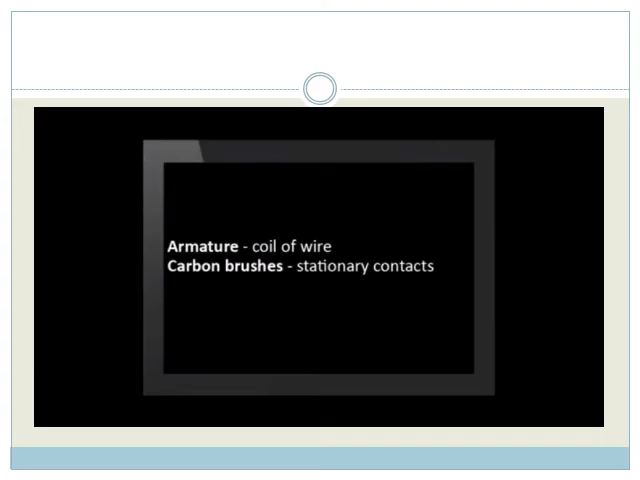 Armature - coil of wire
Carbon brushes - stationary contacts